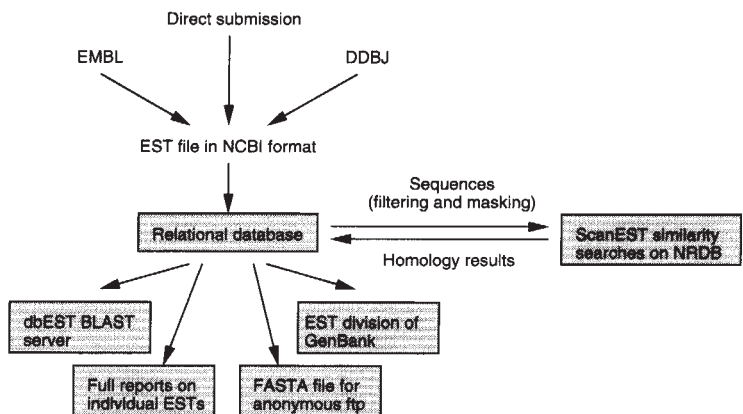 Direct submission
EMBL
DDBJ
EST file in NCBI format
Sequences
(filtering and masking)
Relational database
ScanEST similarity
searches on NRDB
Homology results
dbEST BLAST
server
EST division of
GenBank
Full reports on
individual ESTs
FASTA file for
anonymous ftp